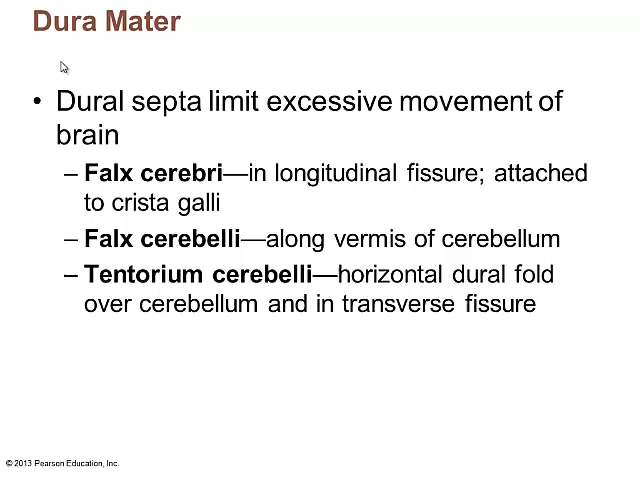 Dura Mater
• Dural septa limit excessive movement of
brain
– Falx cerebri—in longitudinal fissure; attached
to crista galli
– Falx cerebelli—along vermis of cerebellum
– Tentorium cerebelli—horizontal dural fold
over cerebellum and in transverse fissure
© 2013 Pearson Education, Inc.